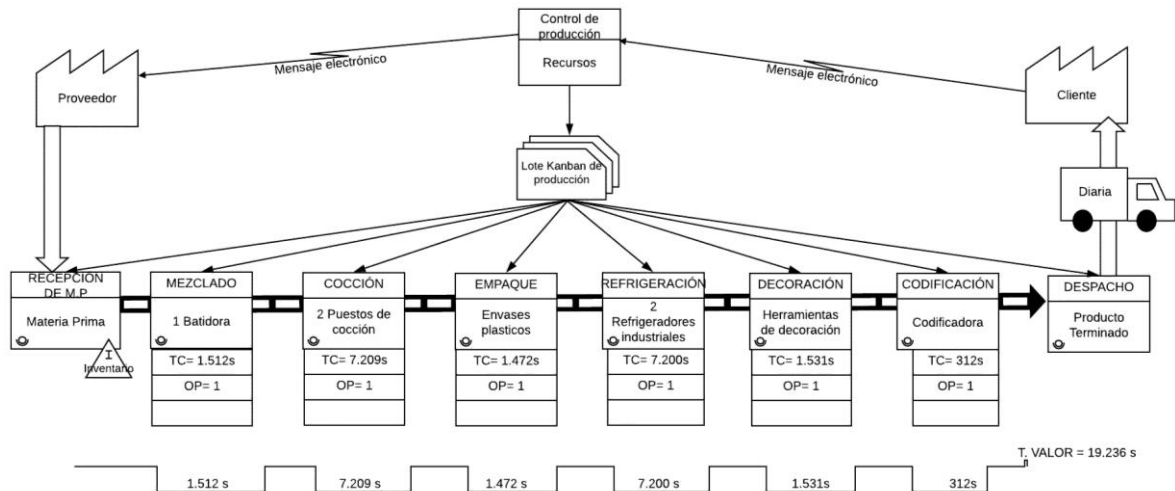 Control de
producción
Recursos
Mensaje electrónico
Mensaje electrónico
Proveedor
Cliente
Lote Kanban de
producción
Diaria
RECEPCION
DE M.P
Materia Prima
I
Inventario
MEZCLADO
1 Batidora
TC= 1.512s
OP= 1
COCCIÓN
2 Puestos de
cocción
TC= 7.209s
OP= 1
EMPAQUE
Envases
plasticos
TC= 1.472s
OP= 1
REFRIGERACIÓN
2
Refrigeradores
industriales
TC= 7.200s
OP= 1
DECORACIÓN
Herramientas
de decoración
TC= 1.531s
OP= 1
CODIFICACIÓN
Codificadora
TC= 312s
OP= 1
DESPACHO
Producto
Terminado
T. VALOR = 19.236 s
1.512 s
7.209 s
1.472 s
7.200 s
1.531s
312s